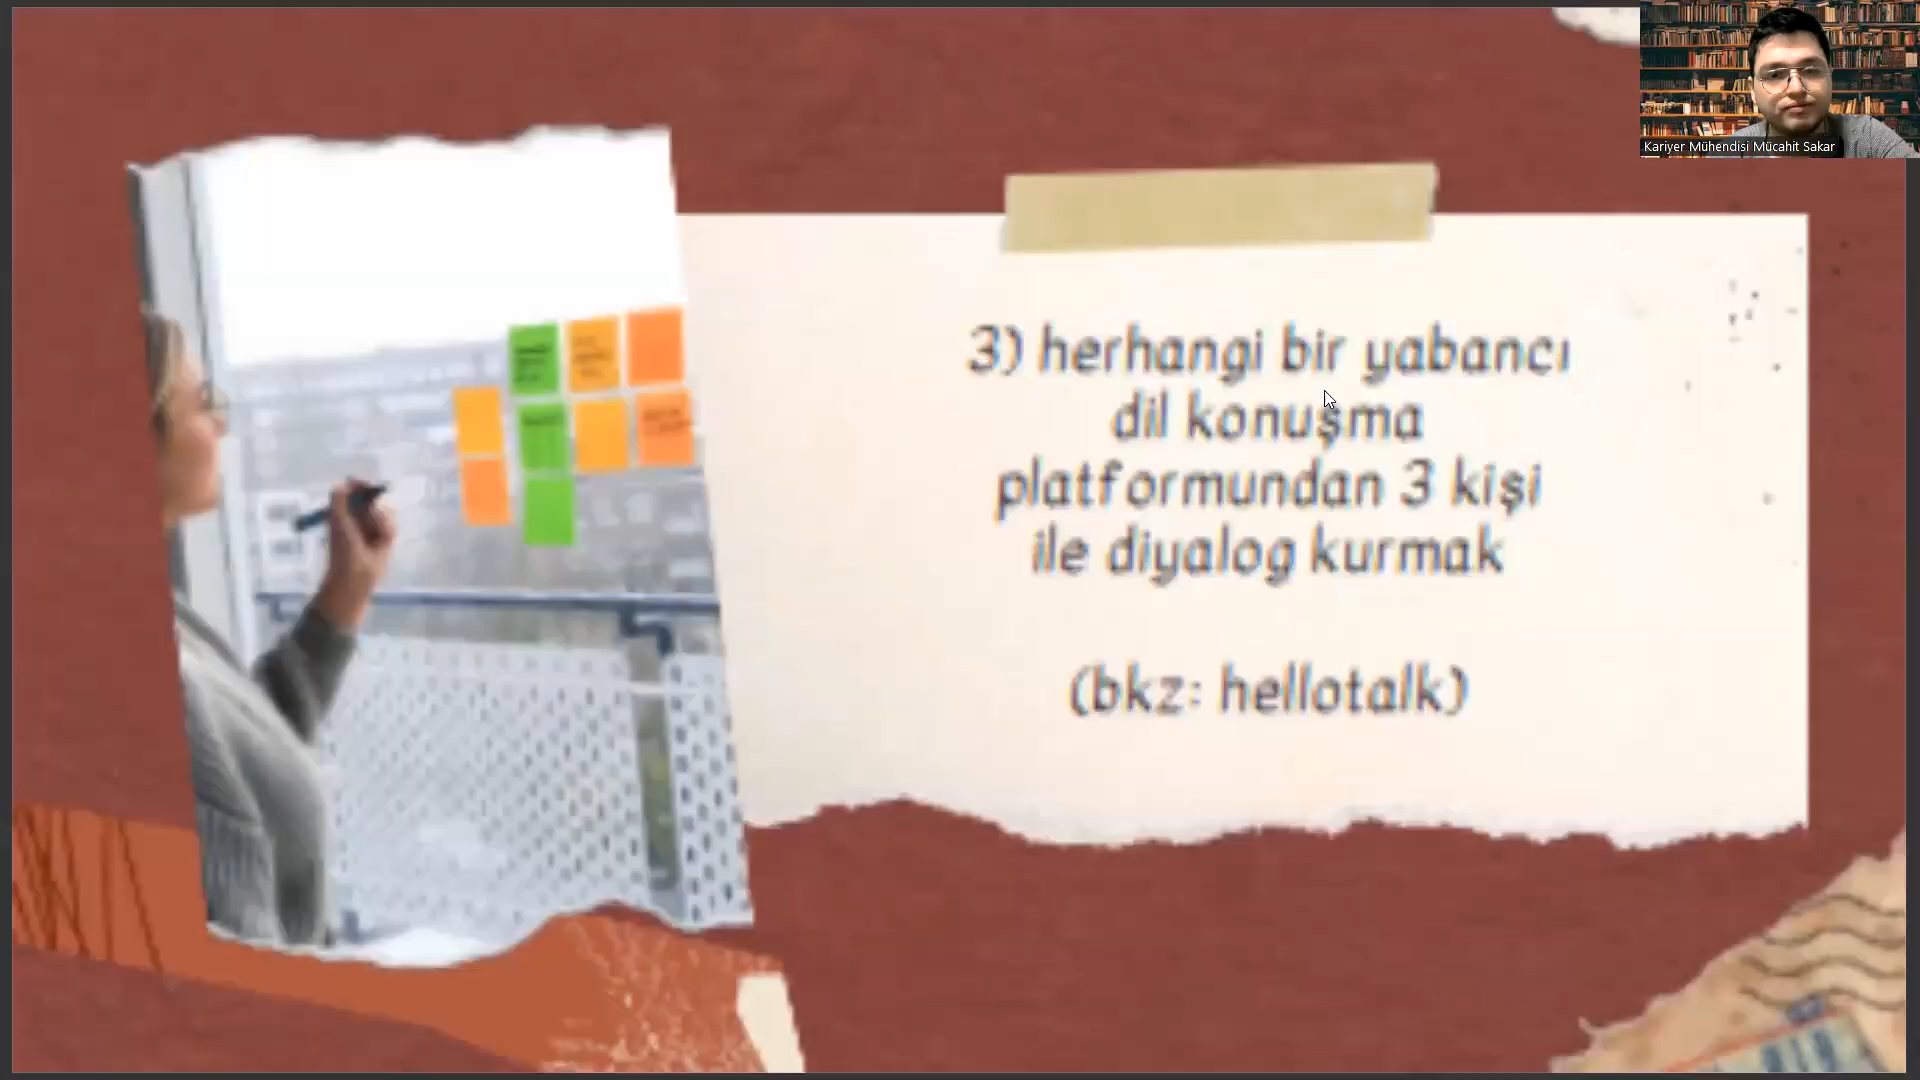 Kariyer Mühendisi Mücahit Sakar
3) herhangi bir yabancı
dil konuşma
platformundan 3 kişi
ile diyalog kurmak
(bkz: hellotalk)